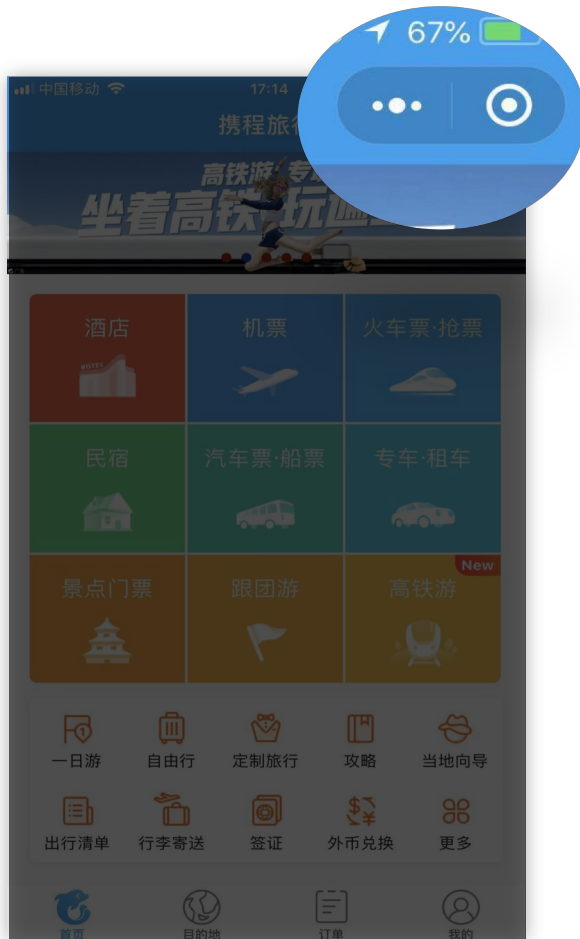 67%
中国移动 17:14
携程旅
高铁游 专
坐着高铁 玩
酒店 机票 火车票·抢票
HOTEL
民宿 汽车票·船票 专车·租车
New
景点门票 跟团游 高铁游
一日游 自由行 定制旅行 攻略 当地向导
出行清单 行李寄送 签证 外币兑换 更多
首页 目的地 订单 我的